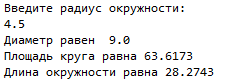 Введите радиус окружности:
4.5
Диаметр равен  9.0
Площадь круга равна 63.6173
Длина окружности равна 28.2743